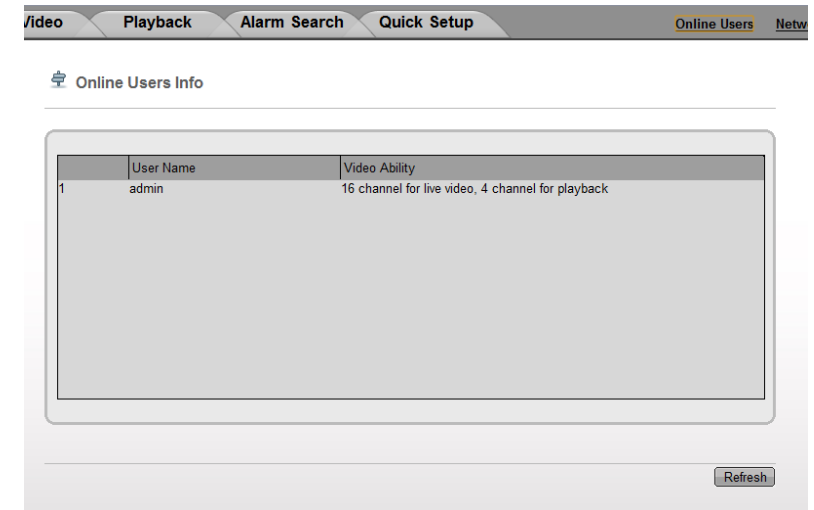 Video Playback Alarm Search Quick Setup Online Users Netw
Online Users Info
User Name Video Ability
1 admin 16 channel for live video, 4 channel for playback
Refresh